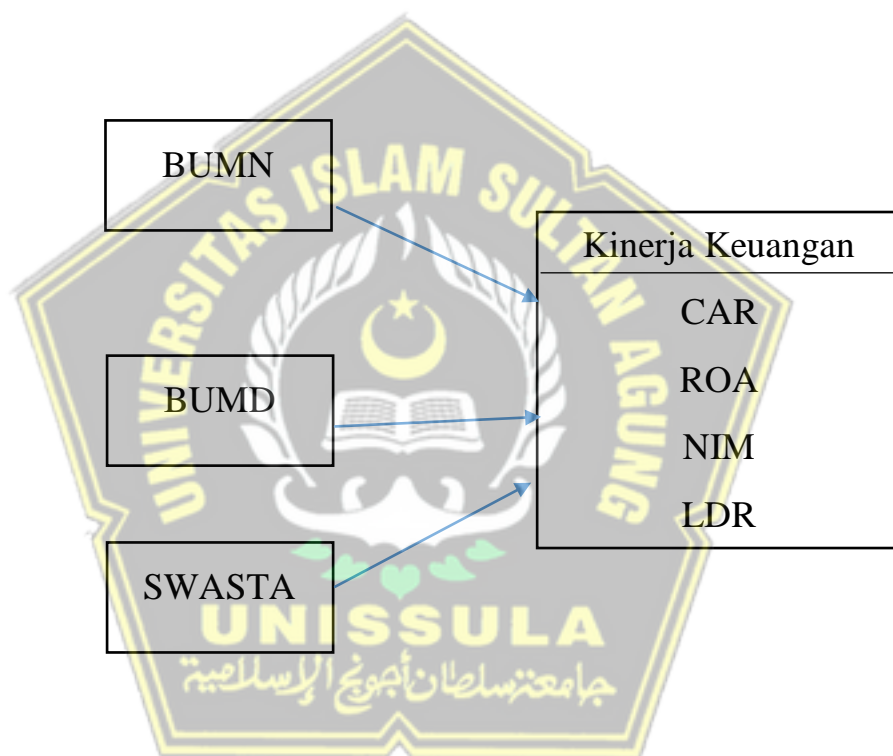 BUMN
BUMD
SWASTA
Kinerja Keuangan
CAR
ROA
NIM
LDR
UNIVERSITAS ISLAM SULTAN AGUNG
UNISSULA
جامعة سلطان أجونج الإسلامية